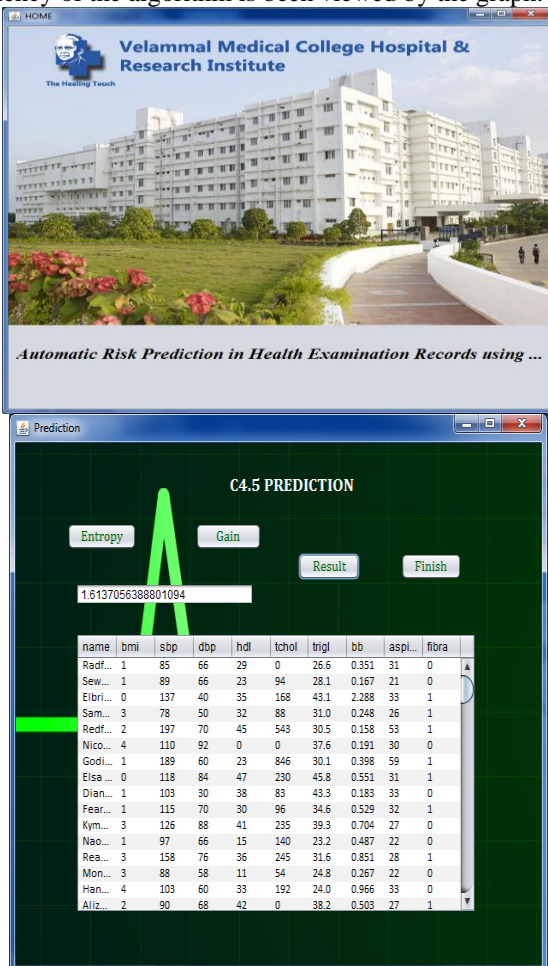 ency of the algorithm is been viewed by the graph.
HOME
Velammal Medical College Hospital &
Research Institute
The Healing Touch
Automatic Risk Prediction in Health Examination Records using ...
Prediction
C4.5 PREDICTION
Entropy Gain
Result Finish
1.6137056388801094
name bmi sbp dbp hdl tchol trigl bb aspi... fibra
Radf... 1 85 66 29 0 26.6 0.351 31 0
Sew... 1 89 66 23 94 28.1 0.167 21 0
Elbri... 0 137 40 35 168 43.1 2.288 33 1
Sam... 3 78 50 32 88 31.0 0.248 26 1
Redf... 2 197 70 45 543 30.5 0.158 53 1
Nico... 4 110 92 0 0 37.6 0.191 30 0
Godi... 1 189 60 23 846 30.1 0.398 59 1
Elsa ... 0 118 84 47 230 45.8 0.551 31 1
Dian... 1 103 30 38 83 43.3 0.183 33 0
Fear... 1 115 70 30 96 34.6 0.529 32 1
Kym... 3 126 88 41 235 39.3 0.704 27 0
Nao... 1 97 66 15 140 23.2 0.487 22 0
Rea... 3 158 76 36 245 31.6 0.851 28 1
Mon... 3 88 58 11 54 24.8 0.267 22 0
Han... 4 103 60 33 192 24.0 0.966 33 0
Aliz... 2 90 68 42 0 38.2 0.503 27 1